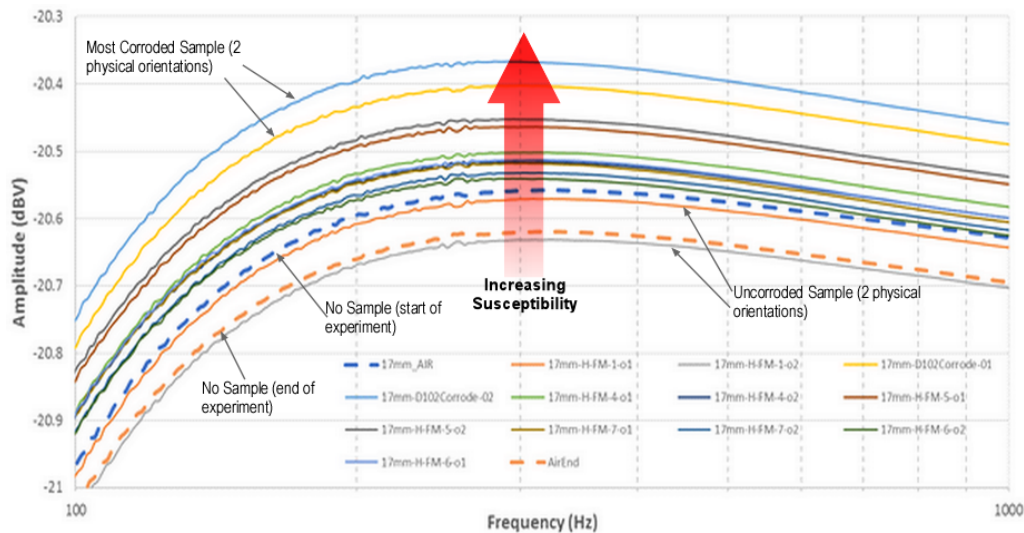 -20.3
-20.4
-20.5
-20.6
-20.7
-20.8
-20.9
-21
Amplitude (dBV)
Most Corroded Sample (2
physical orientations)
Increasing
Susceptibility
No Sample (start of
experiment)
Uncorroded Sample (2 physical
orientations)
No Sample (end of
experiment)
17mm_AIR
17mm-H-FM-1-o1
17mm-H-FM-1-o2
17mm-D102Corrode-01
17mm-D102Corrode-02
17mm-H-FM-4-o1
17mm-H-FM-4-o2
17mm-H-FM-5-o1
17mm-H-FM-5-o2
17mm-H-FM-7-o1
17mm-H-FM-7-o2
17mm-H-FM-6-o2
17mm-H-FM-6-o1
AirEnd
100
1000
Frequency (Hz)